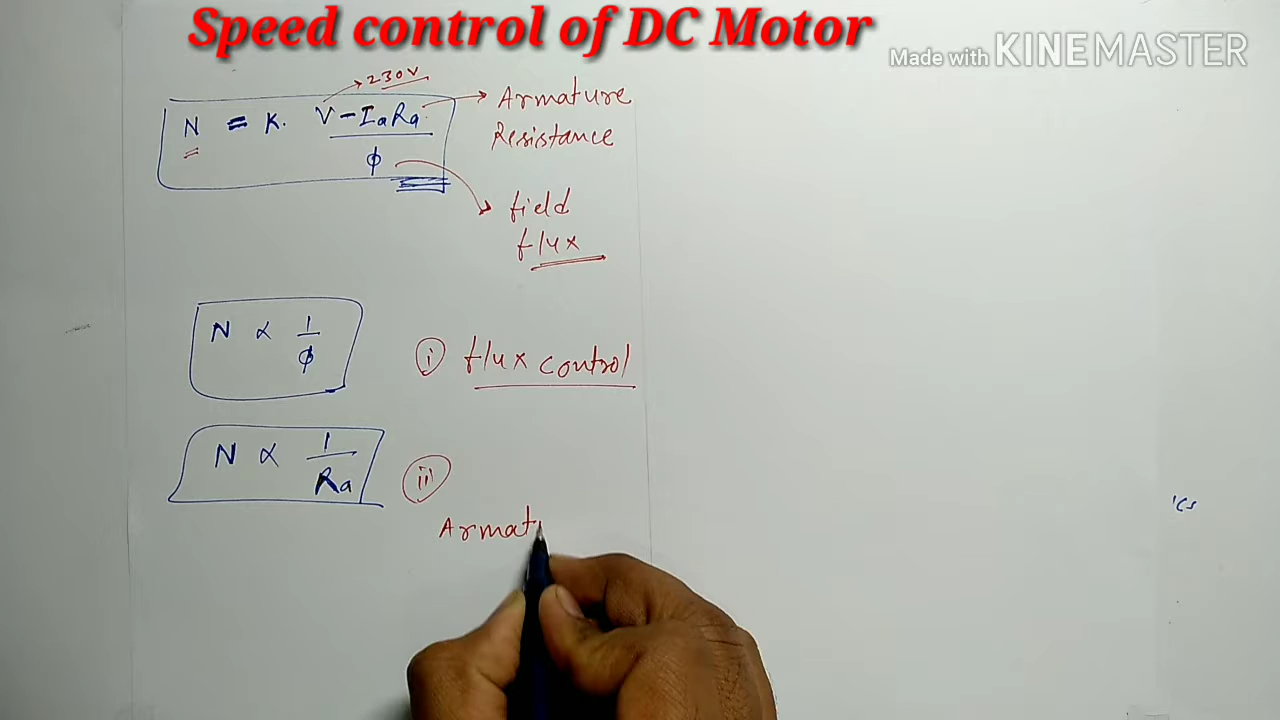 Speed control of DC Motor
Made with KINEMASTER
230V
N = K. V - IaRa / ϕ
Armature
Resistance
field
flux
N ∝ 1/ϕ
(i) flux control
N ∝ 1/Ra
(ii)
Armat